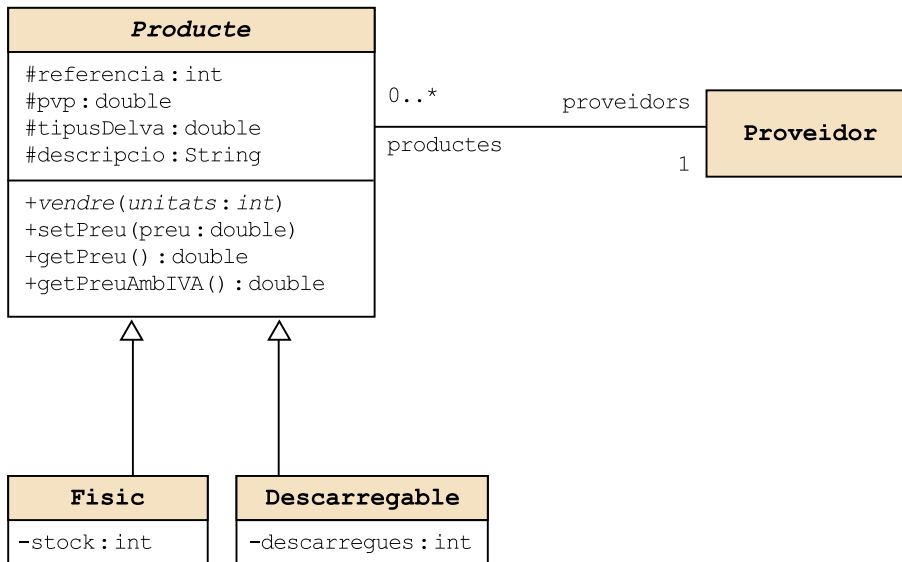 Producte
#referencia:int
#pvp:double
#tipusDelva:double
#descripcio:String
+vendre(unitats:int)
+setPreu(preu:double)
+getPreu():double
+getPreuAmbIVA():double
0..*
productes
proveidors
1
Proveidor
Fisic
-stock:int
Descarregable
-descarregues:int